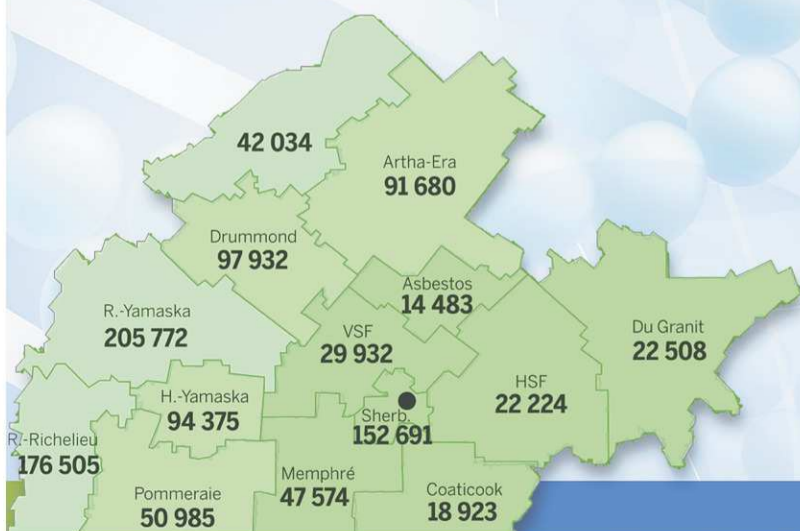 42 034
Artha-Era
91 680
Drummond
97 932
Asbestos
14 483
R.-Yamaska
205 772
VSF
29 932
Du Granit
22 508
HSF
22 224
H.-Yamaska
94 375
Sherb.
152 691
R.-Richelieu
176 505
Memphré
47 574
Pommeraie
50 985
Coaticook
18 923